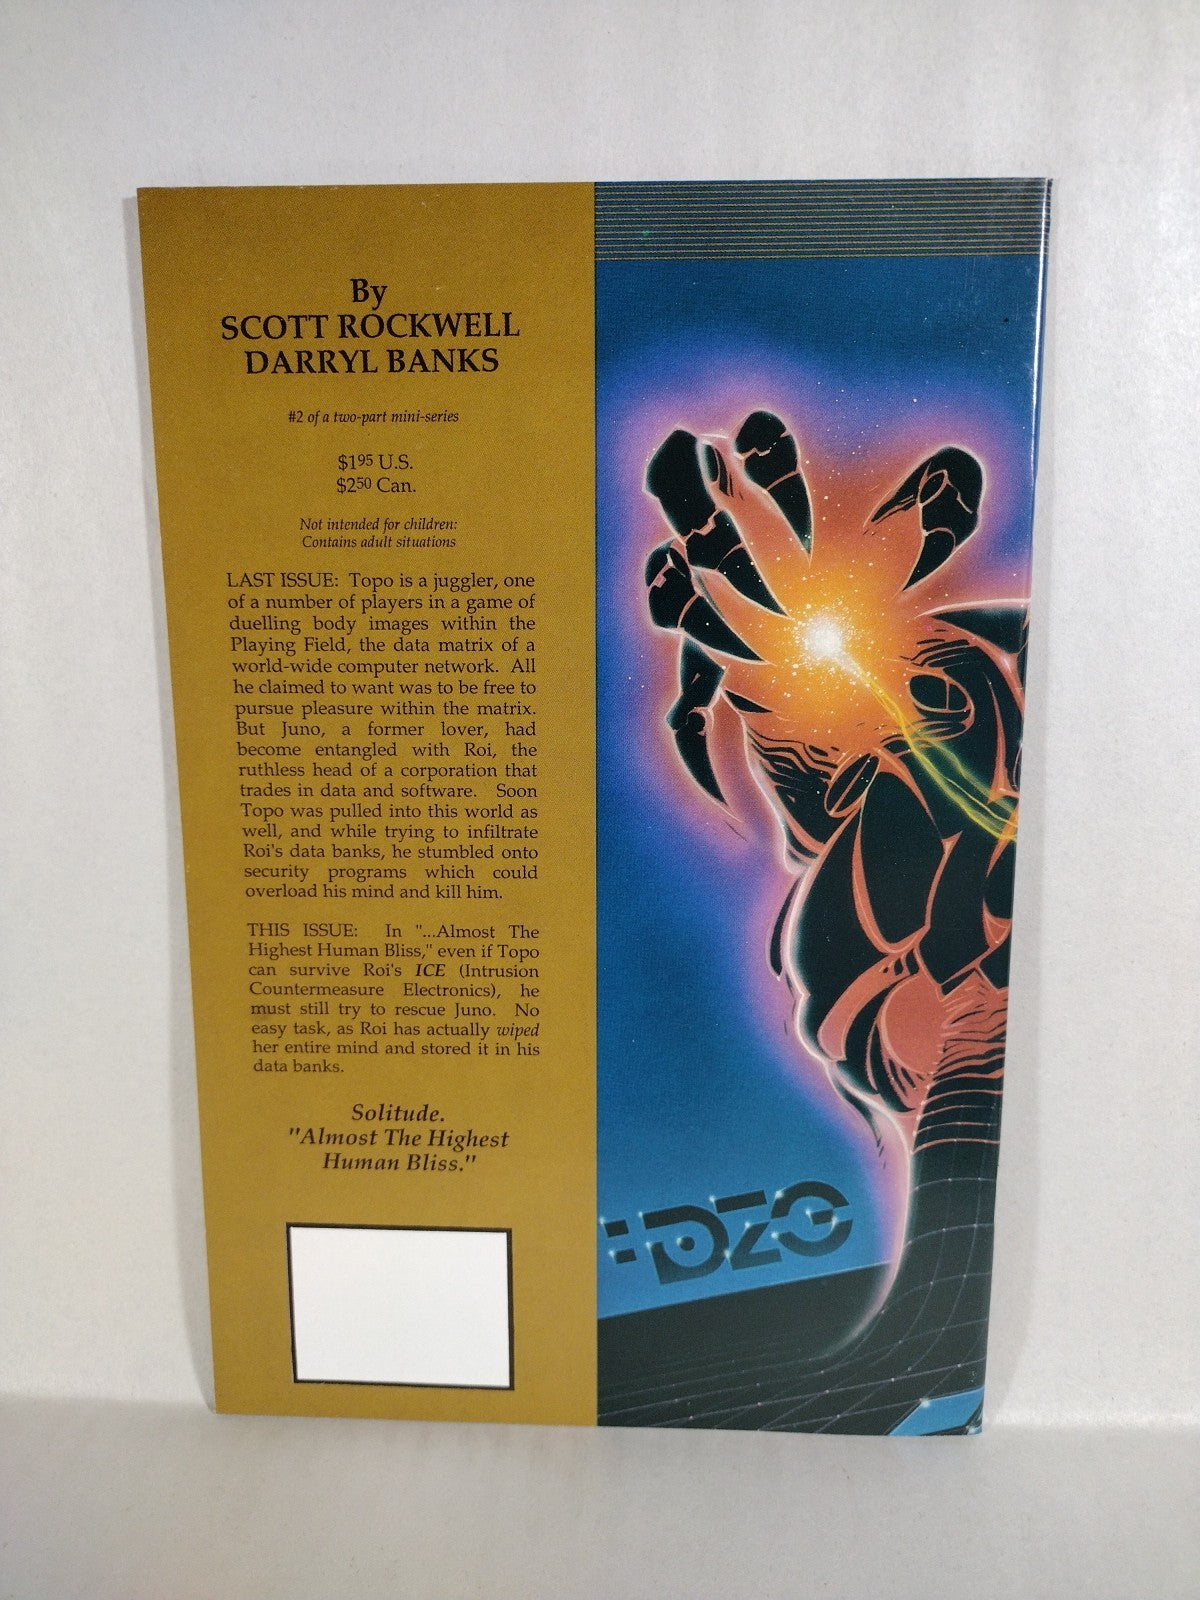 By
SCOTT ROCKWELL
DARRYL BANKS
#2 of a two-part mini-series
$1.95 U.S.
$2.50 Can.
Not intended for children:
Contains adult situations
LAST ISSUE: Topo is a juggler, one
of a number of players in a game of
duelling body images within the
Playing Field, the data matrix of a
world-wide computer network. All
he claimed to want was to be free to
pursue pleasure within the matrix.
But Juno, a former lover, had
become entangled with Roi, the
ruthless head of a corporation that
trades in data and software. Soon
Topo was pulled into this world as
well, and while trying to infiltrate
Roi's data banks, he stumbled onto
security programs which could
overload his mind and kill him.
THIS ISSUE: In "...Almost The
Highest Human Bliss," even if Topo
can survive Roi's ICE (Intrusion
Countermeasure Electronics), he
must still try to rescue Juno. No
easy task, as Roi has actually wiped
her entire mind and stored it in his
data banks.
Solitude.
"Almost The Highest
Human Bliss."